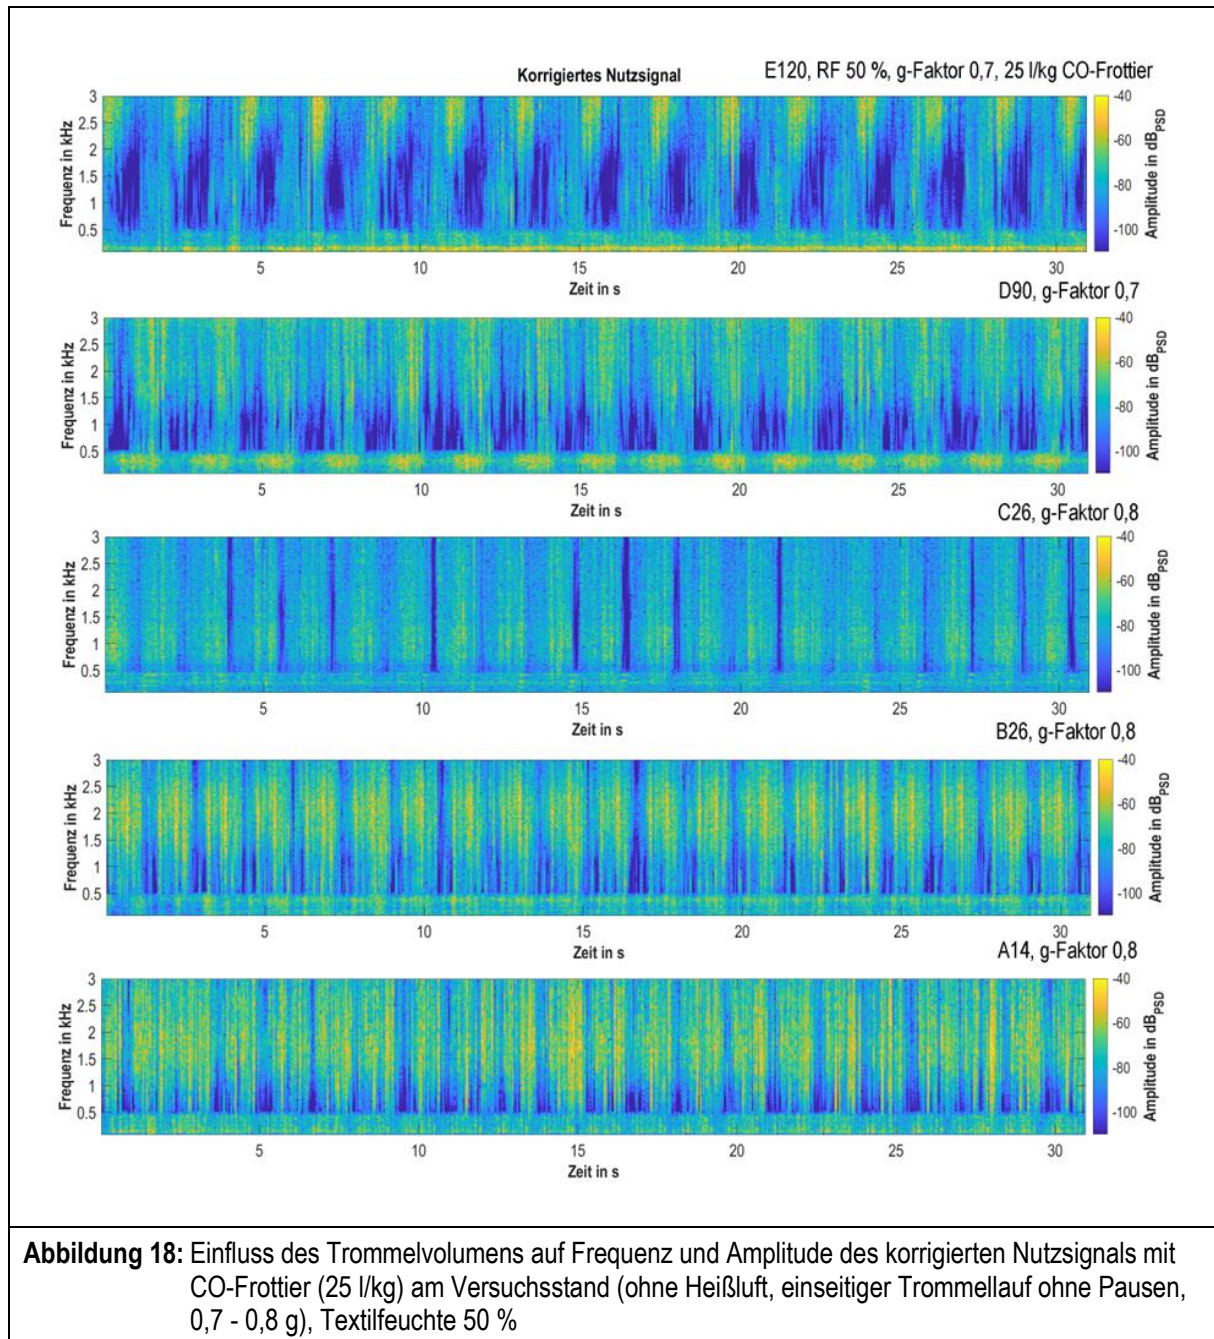 Korrigiertes Nutzsignal
E120, RF 50 %, g-Faktor 0,7, 25 l/kg CO-Frottier
Frequenz in kHz
3
2.5
2
1.5
1
0.5
5 10 15 20 25 30
Zeit in s
-40
-60
-80
-100
Amplitude in dBPSD
D90, g-Faktor 0,7
Frequenz in kHz
3
2.5
2
1.5
1
0.5
5 10 15 20 25 30
Zeit in s
-40
-60
-80
-100
Amplitude in dBPSD
C26, g-Faktor 0,8
Frequenz in kHz
3
2.5
2
1.5
1
0.5
5 10 15 20 25 30
Zeit in s
-40
-60
-80
-100
Amplitude in dBPSD
B26, g-Faktor 0,8
Frequenz in kHz
3
2.5
2
1.5
1
0.5
5 10 15 20 25 30
Zeit in s
-40
-60
-80
-100
Amplitude in dBPSD
A14, g-Faktor 0,8
Frequenz in kHz
3
2.5
2
1.5
1
0.5
5 10 15 20 25 30
Zeit in s
-40
-60
-80
-100
Amplitude in dBPSD
Abbildung 18: Einfluss des Trommelvolumens auf Frequenz und Amplitude des korrigierten Nutzsignals mit
CO-Frottier (25 l/kg) am Versuchsstand (ohne Heißluft, einseitiger Trommellauf ohne Pausen,
0,7 - 0,8 g), Textilfeuchte 50 %